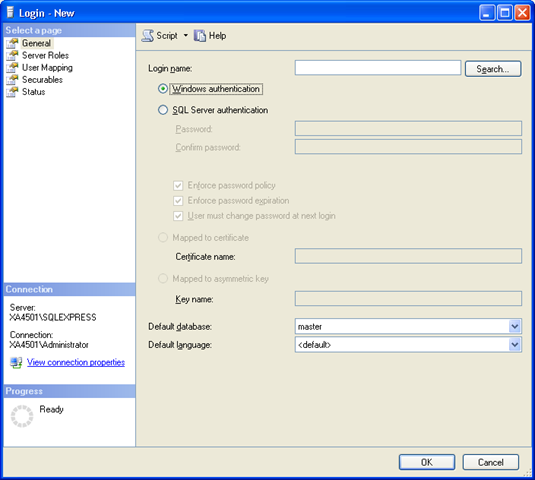 Login - New
Select a page
General
Server Roles
User Mapping
Securables
Status
Script Help
Login name: Search...
Windows authentication
SQL Server authentication
Password:
Confirm password:
Enforce password policy
Enforce password expiration
User must change password at next login
Mapped to certificate
Certificate name:
Mapped to asymmetric key
Key name:
Default database: master
Default language: <default>
Connection
Server:
XA4501\SQLEXPRESS
Connection:
XA4501\Administrator
View connection properties
Progress
Ready
OK Cancel